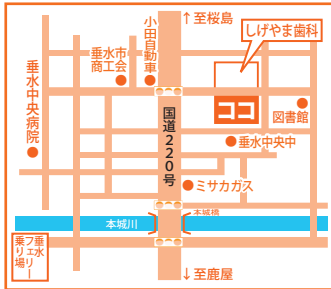 ↑至桜島
しげやま歯科
小田自動車
垂水市
商工会
垂水中央病院
国道220号
図書館
垂水中央中
ミサカガス
本城橋
本城川
垂水
フェリー
乗り場
↓至鹿屋